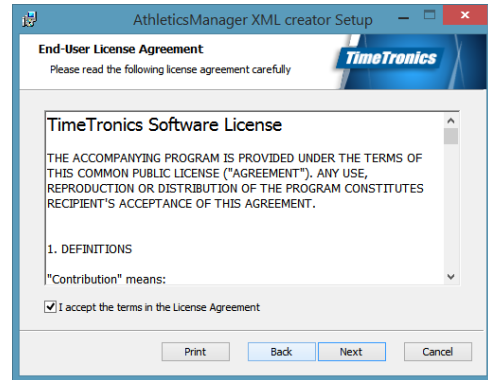 AthleticsManager XML creator Setup
End-User License Agreement
Please read the following license agreement carefully
TimeTronics
TimeTronics Software License
THE ACCOMPANYING PROGRAM IS PROVIDED UNDER THE TERMS OF
THIS COMMON PUBLIC LICENSE ("AGREEMENT"). ANY USE,
REPRODUCTION OR DISTRIBUTION OF THE PROGRAM CONSTITUTES
RECIPIENT'S ACCEPTANCE OF THIS AGREEMENT.
1. DEFINITIONS
"Contribution" means:
I accept the terms in the License Agreement
Print Back Next Cancel